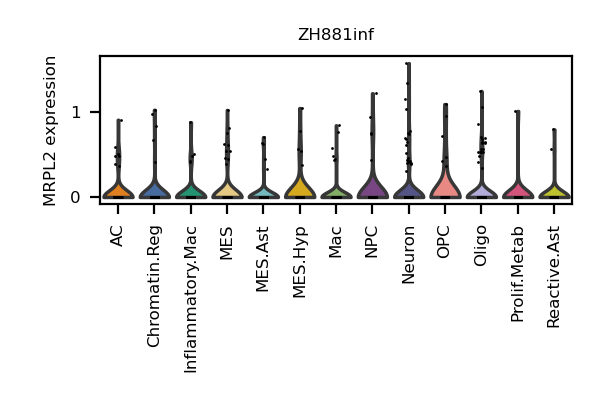 ZH881inf
MRPL2 expression
1
0
AC
Chromatin.Reg
Inflammatory.Mac
MES
MES.Ast
MES.Hyp
Mac
NPC
Neuron
OPC
Oligo
Prolif.Metab
Reactive.Ast